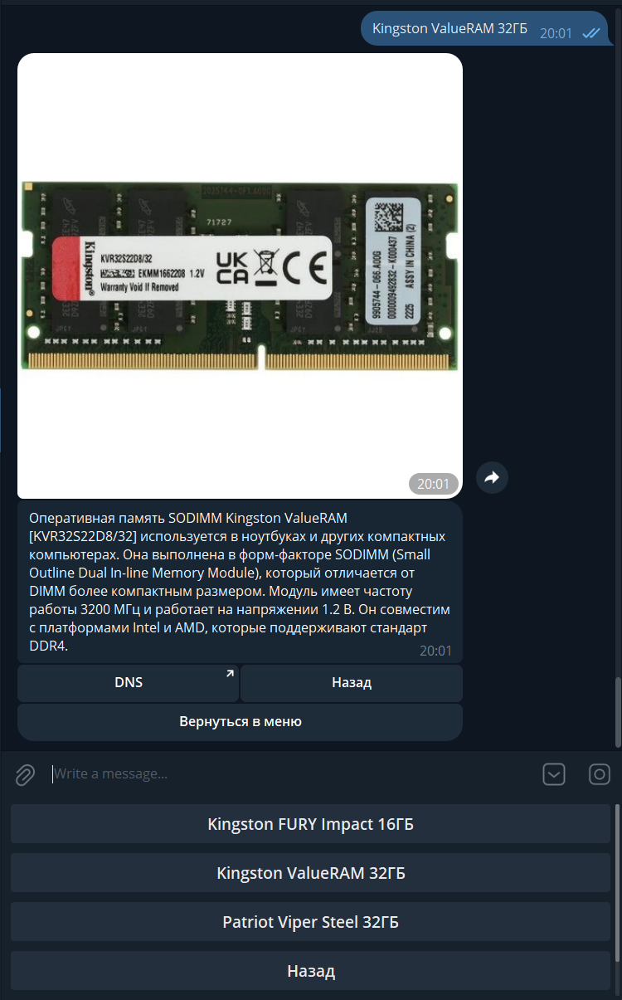 Kingston ValueRAM 32ГБ 20:01
71727
Kingston
KVR32S22D8/32
EKMM1662208 1.2V
Warranty Void If Removed
UK
CA
CE
9905744-066.A00G
0000009492832-K000437
2225 ASSY IN CHINA (2)
20:01
Оперативная память SODIMM Kingston ValueRAM
[KVR32S22D8/32] используется в ноутбуках и других компактных
компьютерах. Она выполнена в форм-факторе SODIMM (Small
Outline Dual In-line Memory Module), который отличается от
DIMM более компактным размером. Модуль имеет частоту
работы 3200 МГц и работает на напряжении 1.2 В. Он совместим
с платформами Intel и AMD, которые поддерживают стандарт
DDR4.
20:01
DNS
Назад
Вернуться в меню
Write a message...
Kingston FURY Impact 16ГБ
Kingston ValueRAM 32ГБ
Patriot Viper Steel 32ГБ
Назад